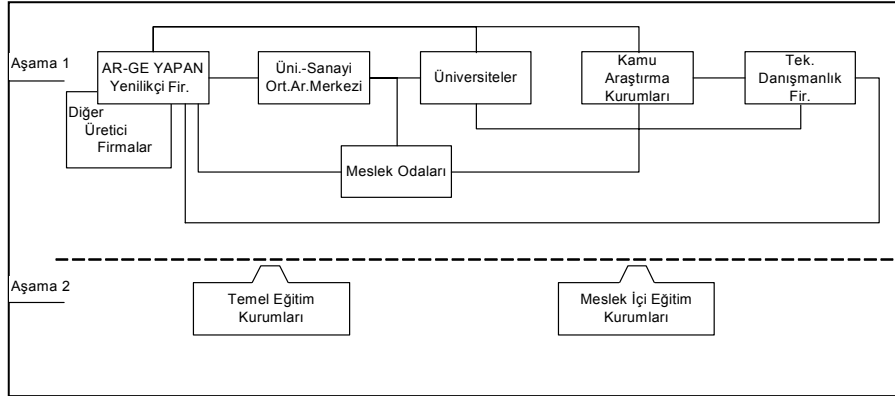 Aşama 1
AR-GE YAPAN
Yenilikçi Fir.
Diğer
Üretici
Firmalar
Üni.-Sanayi
Ort.Ar.Merkezi
Üniversiteler
Kamu
Araştırma
Kurumları
Tek.
Danışmanlık
Fir.
Meslek Odaları
Aşama 2
Temel Eğitim
Kurumları
Meslek İçi Eğitim
Kurumları